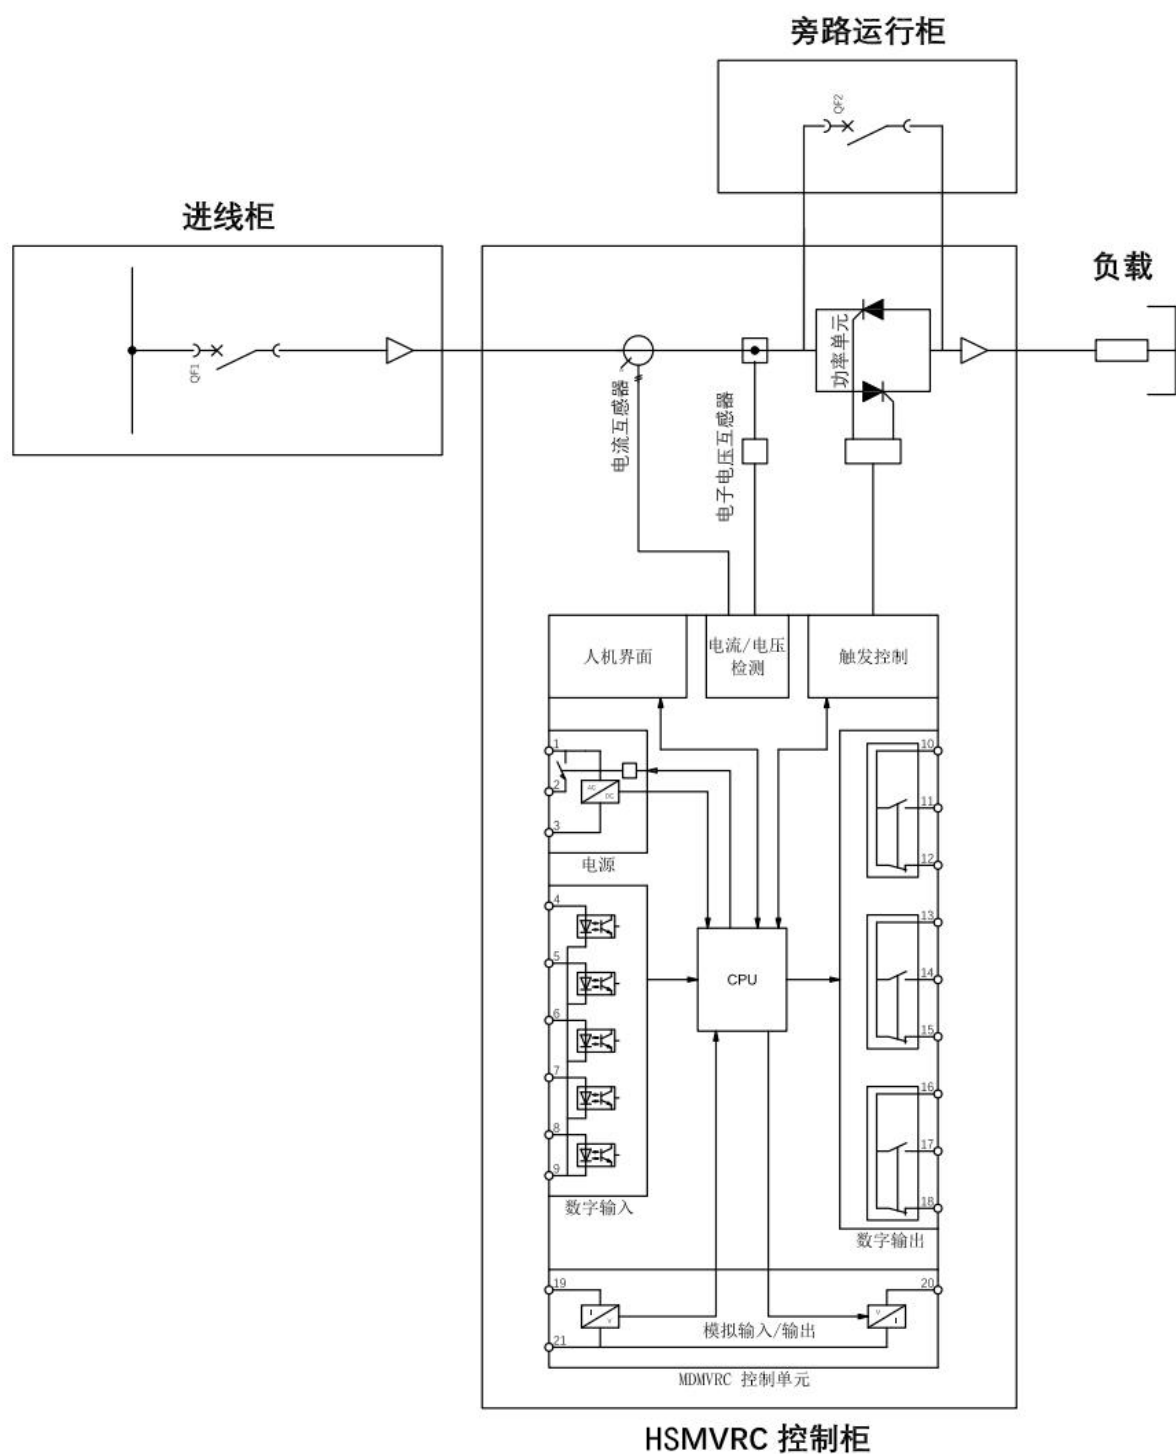 旁路运行柜
QF2
进线柜
负载
QF1
功率单元
电流互感器
电子电压互感器
人机界面
电流/电压
检测
触发控制
1
10
AC
DC
2
11
3
12
电源
4
13
5
14
CPU
6
15
7
16
8
17
9
18
数字输入
数字输出
19
20
I
V
V
I
21
模拟输入/输出
MDMVRC 控制单元
HSMVRC 控制柜